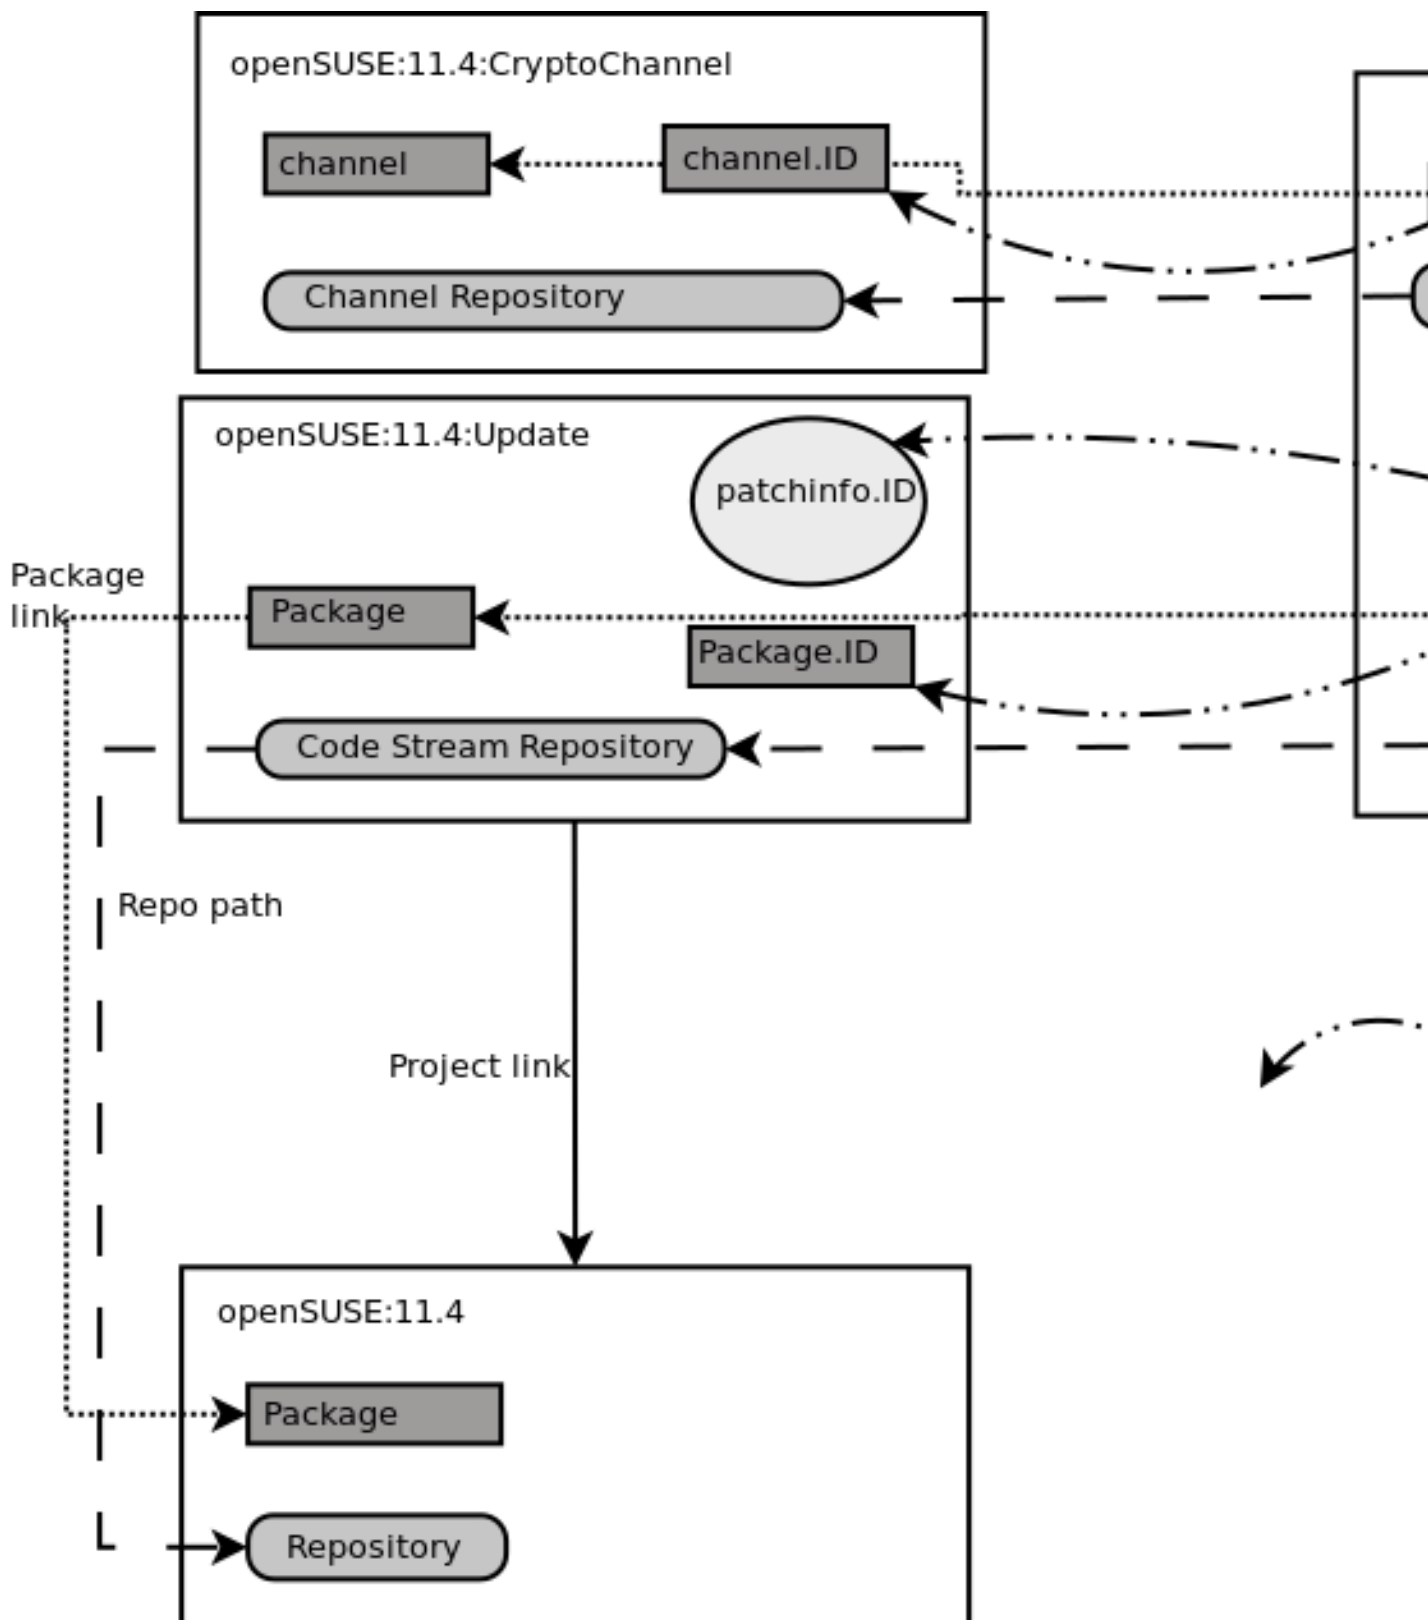 openSUSE:11.4:CryptoChannel
channel
channel.ID
Channel Repository
openSUSE:11.4:Update
patchinfo.ID
Package
link
Package
Package.ID
Code Stream Repository
Repo path
Project link
openSUSE:11.4
Package
Repository